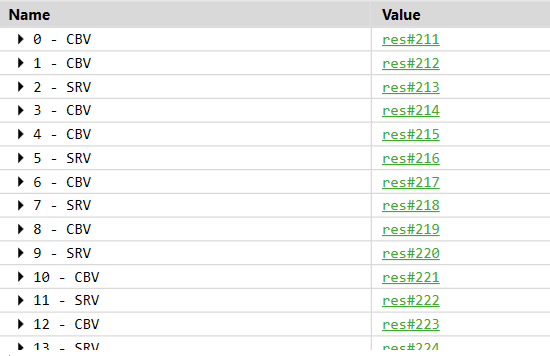 Name Value
0 - CBV res#211
1 - CBV res#212
2 - SRV res#213
3 - CBV res#214
4 - CBV res#215
5 - SRV res#216
6 - CBV res#217
7 - SRV res#218
8 - CBV res#219
9 - SRV res#220
10 - CBV res#221
11 - SRV res#222
12 - CBV res#223
13 - SRV res#224